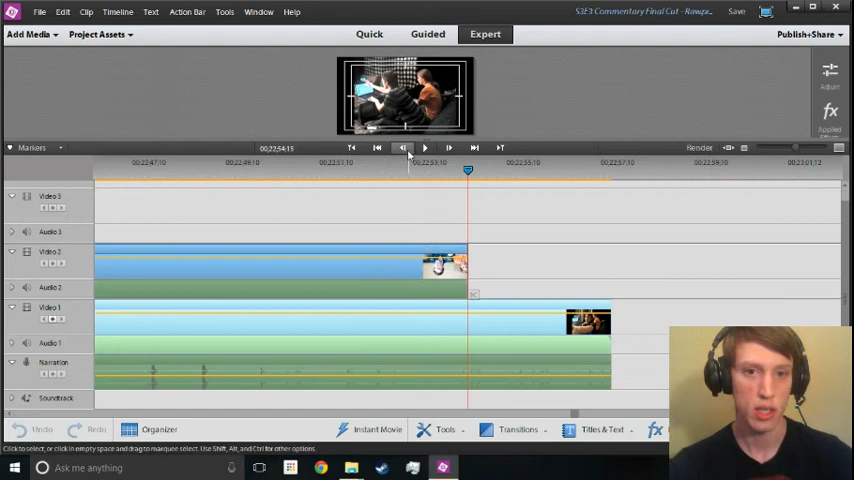 File Edit Clip Timeline Text Action Bar Tools Window Help S3E3 Commentary Final Cut - Raw.pr... Save
Add Media Project Assets Quick Guided Expert Publish+Share
Adjust
fx
Applied
Markers 00;22;54;15 Render
00;22;47;10 00;22;49;10 00;22;51;10 00;22;53;10 00;22;55;10 00;22;57;10 00;22;59;10 00;23;01;12
Video 3
Audio 3
Video 2
Audio 2
Video 1
Audio 1
Narration
Soundtrack
Undo Redo Organizer Instant Movie Tools Transitions Titles & Text fx
Click to select, or click in empty space and drag to marquee select. Use Shift, Alt, and Ctrl for other options.
Ask me anything